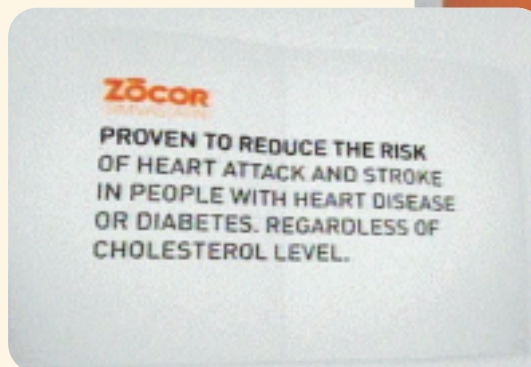 ZōCOR
PROVEN TO REDUCE THE RISK
OF HEART ATTACK AND STROKE
IN PEOPLE WITH HEART DISEASE
OR DIABETES. REGARDLESS OF
CHOLESTEROL LEVEL.